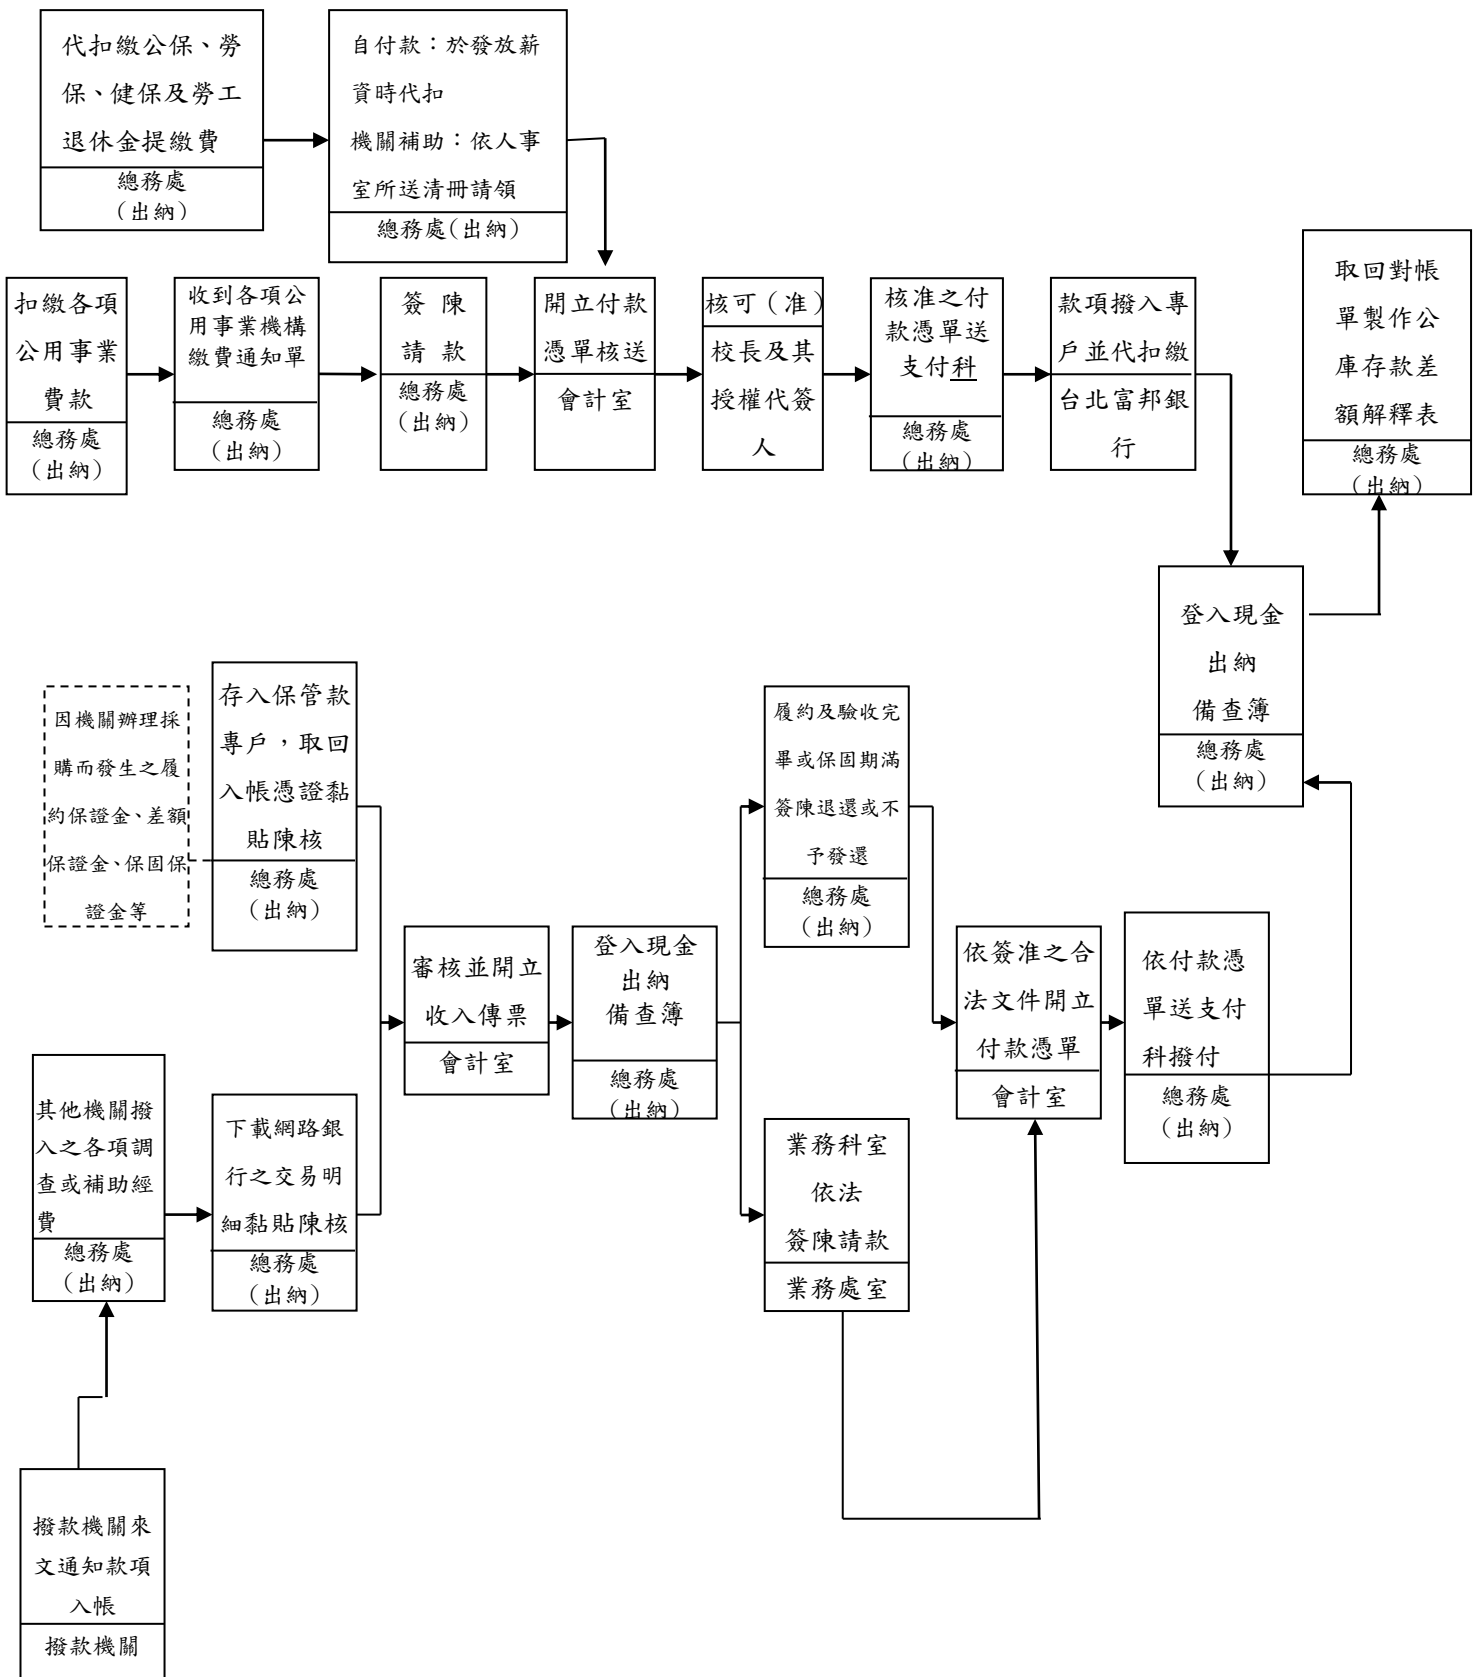 代扣繳公保、勞
保、健保及勞工
退休金提繳費
總務處
(出納)
自付款：於發放薪
資時代扣
機關補助：依人事
室所送清冊請領
總務處(出納)
扣繳各項
公用事業
費款
總務處
(出納)
收到各項公
用事業機構
繳費通知單
總務處
(出納)
簽 陳
請 款
總務處
(出納)
開立付款
憑單核送
會計室
核可（准）
校長及其
授權代簽
人
核准之付
款憑單送
支付科
總務處
(出納)
款項撥入專
戶並代扣繳
台北富邦銀
行
取回對帳
單製作公
庫存款差
額解釋表
總務處
(出納)
登入現金
出納
備查簿
總務處
(出納)
因機關辦理採
購而發生之履
約保證金、差額
保證金、保固保
證金等
存入保管款
專戶，取回
入帳憑證黏
貼陳核
總務處
(出納)
審核並開立
收入傳票
會計室
登入現金
出納
備查簿
總務處
(出納)
履約及驗收完
畢或保固期滿
簽陳退還或不
予發還
總務處
(出納)
依簽准之合
法文件開立
付款憑單
會計室
依付款憑
單送支付
科撥付
總務處
(出納)
其他機關撥
入之各項調
查或補助經
費
總務處
(出納)
下載網路銀
行之交易明
細黏貼陳核
總務處
(出納)
業務科室
依法
簽陳請款
業務處室
撥款機關來
文通知款項
入帳
撥款機關